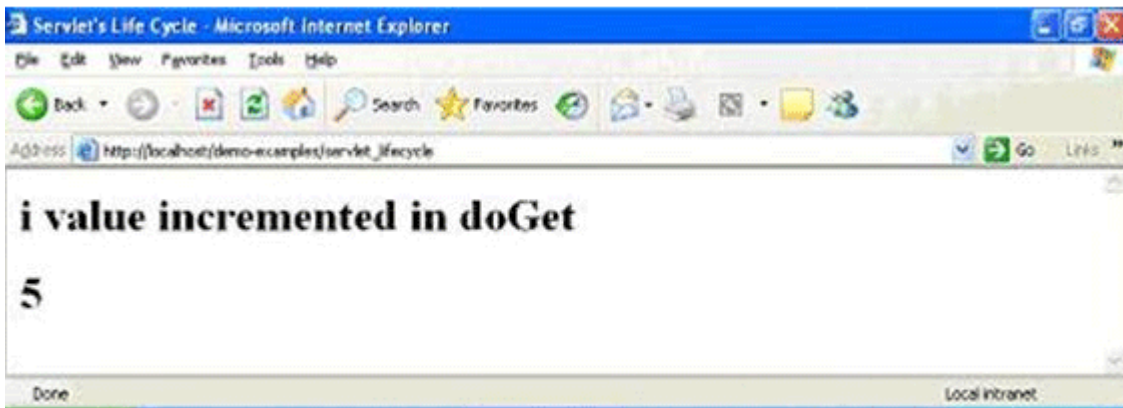 Servlet's Life Cycle - Microsoft Internet Explorer
File Edit View Favorites Tools Help
Back Search Favorites
Address http://localhost/demo-examples/servlet_lifecycle Go Links »
i value incremented in doGet
5
Done Local intranet